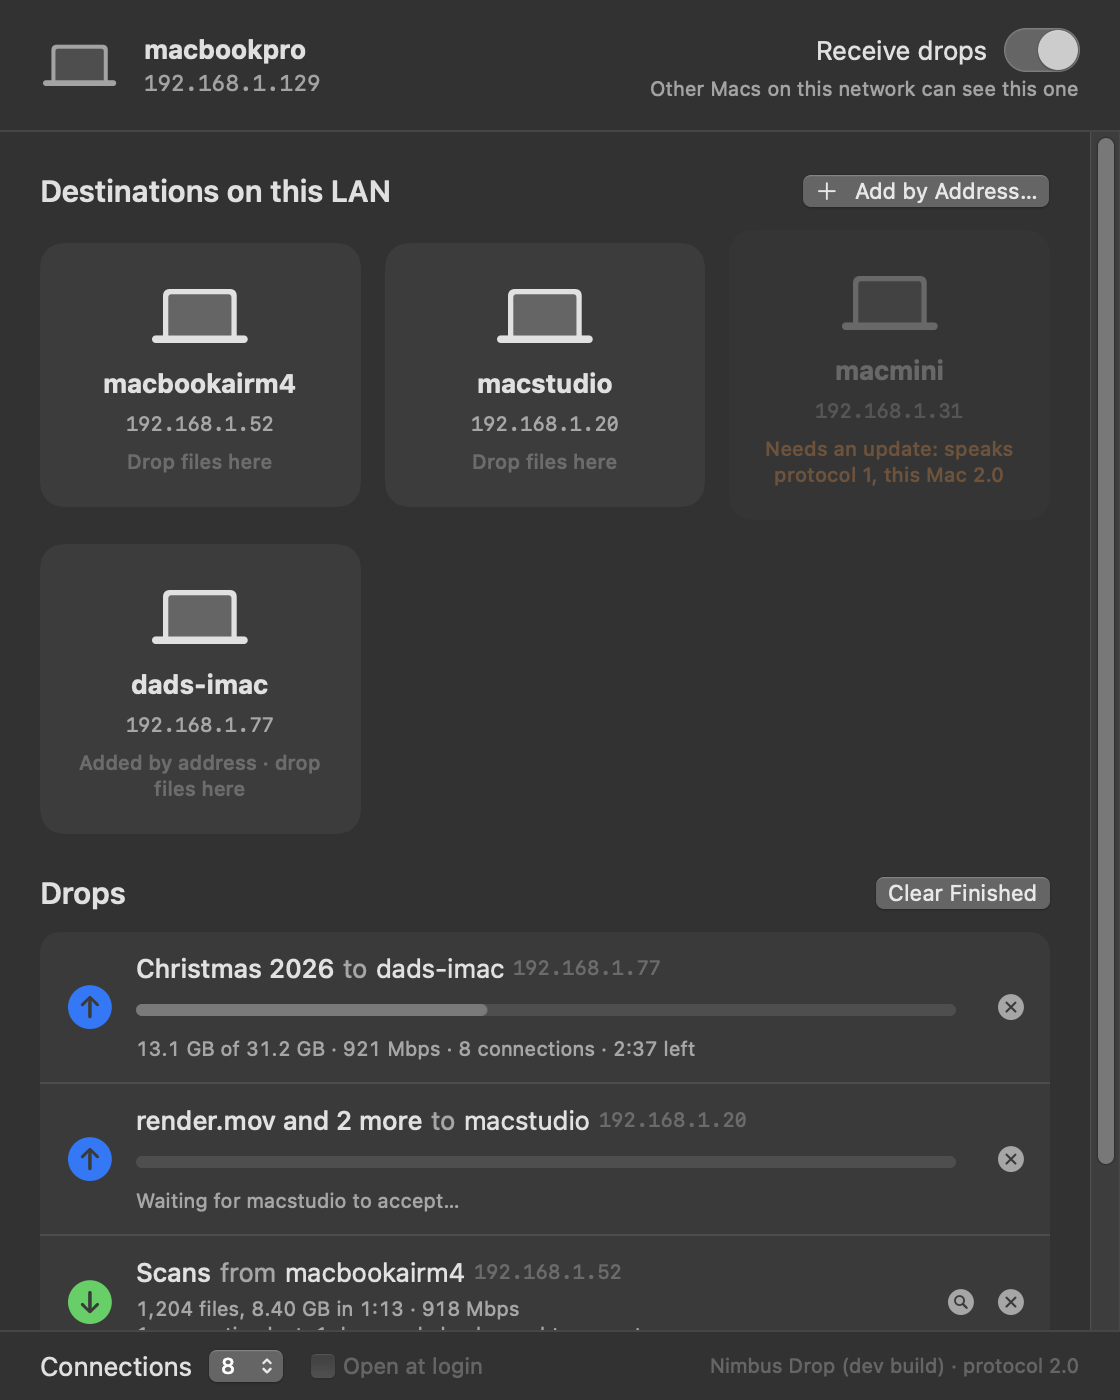 macbookpro
192.168.1.129
Receive drops
Other Macs on this network can see this one
Destinations on this LAN
Add by Address...
macbookairm4
192.168.1.52
Drop files here
macstudio
192.168.1.20
Drop files here
macmini
192.168.1.31
Needs an update: speaks
protocol 1, this Mac 2.0
dads-imac
192.168.1.77
Added by address · drop
files here
Drops
Clear Finished
Christmas 2026 to dads-imac 192.168.1.77
13.1 GB of 31.2 GB · 921 Mbps · 8 connections · 2:37 left
render.mov and 2 more to macstudio 192.168.1.20
Waiting for macstudio to accept...
Scans from macbookairm4 192.168.1.52
1,204 files, 8.40 GB in 1:13 · 918 Mbps
Connections 8
Open at login
Nimbus Drop (dev build) · protocol 2.0